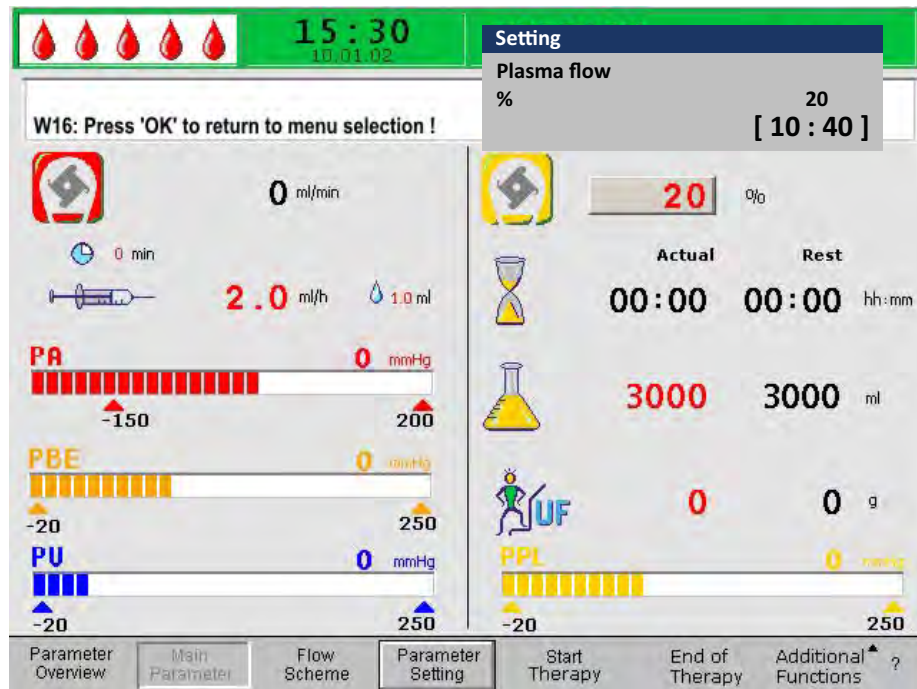 15:30
10.01.02
Setting
Plasma flow
% 20
[ 10 : 40 ]
W16: Press 'OK' to return to menu selection !
0 ml/min
20 %
0 min
Actual Rest
2.0 ml/h 1.0 ml
00:00 00:00 hh:mm
PA 0 mmHg
-150 200
3000 3000 ml
PBE 0 mmHg
-20 250
UF 0 0 g
PV 0 mmHg
-20 250
PPL 0 mmHg
-20 250
Parameter Overview
Main Parameter
Flow Scheme
Parameter Setting
Start Therapy
End of Therapy
Additional Functions
?